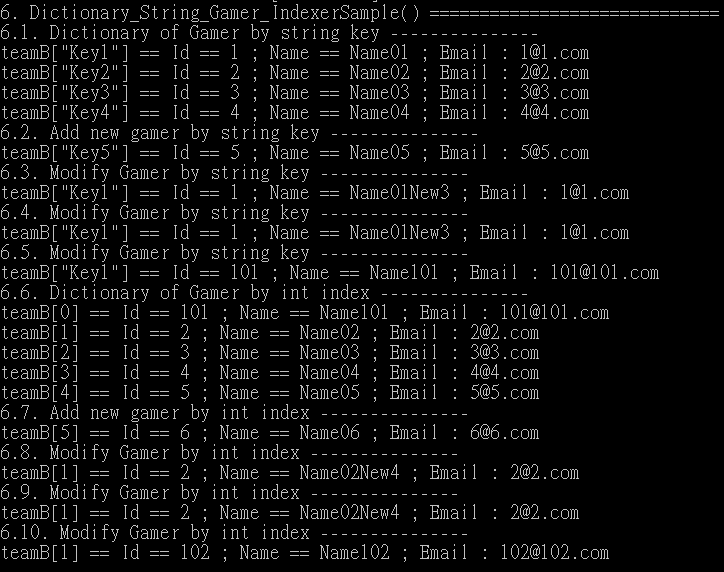 6. Dictionary_String_Gamer_IndexerSample() =============================
6.1. Dictionary of Gamer by string key ---------------
teamB["Key1"] == Id == 1 ; Name == Name01 ; Email : 1@1.com
teamB["Key2"] == Id == 2 ; Name == Name02 ; Email : 2@2.com
teamB["Key3"] == Id == 3 ; Name == Name03 ; Email : 3@3.com
teamB["Key4"] == Id == 4 ; Name == Name04 ; Email : 4@4.com
6.2. Add new gamer by string key ---------------
teamB["Key5"] == Id == 5 ; Name == Name05 ; Email : 5@5.com
6.3. Modify Gamer by string key ---------------
teamB["Key1"] == Id == 1 ; Name == Name01New3 ; Email : 1@1.com
6.4. Modify Gamer by string key ---------------
teamB["Key1"] == Id == 1 ; Name == Name01New3 ; Email : 1@1.com
6.5. Modify Gamer by string key ---------------
teamB["Key1"] == Id == 101 ; Name == Name101 ; Email : 101@101.com
6.6. Dictionary of Gamer by int index ---------------
teamB[0] == Id == 101 ; Name == Name101 ; Email : 101@101.com
teamB[1] == Id == 2 ; Name == Name02 ; Email : 2@2.com
teamB[2] == Id == 3 ; Name == Name03 ; Email : 3@3.com
teamB[3] == Id == 4 ; Name == Name04 ; Email : 4@4.com
teamB[4] == Id == 5 ; Name == Name05 ; Email : 5@5.com
6.7. Add new gamer by int index ---------------
teamB[5] == Id == 6 ; Name == Name06 ; Email : 6@6.com
6.8. Modify Gamer by int index ---------------
teamB[1] == Id == 2 ; Name == Name02New4 ; Email : 2@2.com
6.9. Modify Gamer by int index ---------------
teamB[1] == Id == 2 ; Name == Name02New4 ; Email : 2@2.com
6.10. Modify Gamer by int index ---------------
teamB[1] == Id == 102 ; Name == Name102 ; Email : 102@102.com